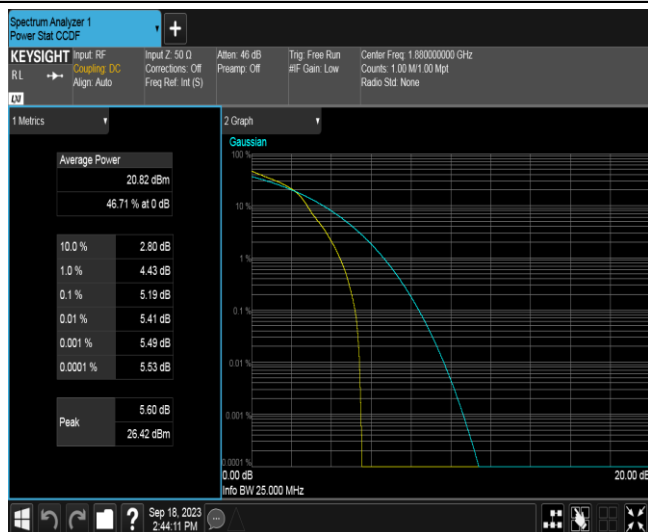 Spectrum Analyzer 1
Power Stat CCDF
+
KEYSIGHT
RL
LXI
Input: RF
Coupling: DC
Align: Auto
Input Z: 50 Ω
Corrections: Off
Freq Ref: Int (S)
Atten: 46 dB
Preamp: Off
Trig: Free Run
#IF Gain: Low
Center Freq: 1.880000000 GHz
Counts: 1.00 M/1.00 Mpt
Radio Std: None
1 Metrics
Average Power
20.82 dBm
46.71 % at 0 dB
10.0 % 2.80 dB
1.0 % 4.43 dB
0.1 % 5.19 dB
0.01 % 5.41 dB
0.001 % 5.49 dB
0.0001 % 5.53 dB
Peak
5.60 dB
26.42 dBm
2 Graph
Gaussian
100 %
10 %
1 %
0.1 %
0.01 %
0.001 %
0.0001 %
0.00 dB 20.00 dB
Info BW 25.000 MHz
?
Sep 18, 2023
2:44:11 PM